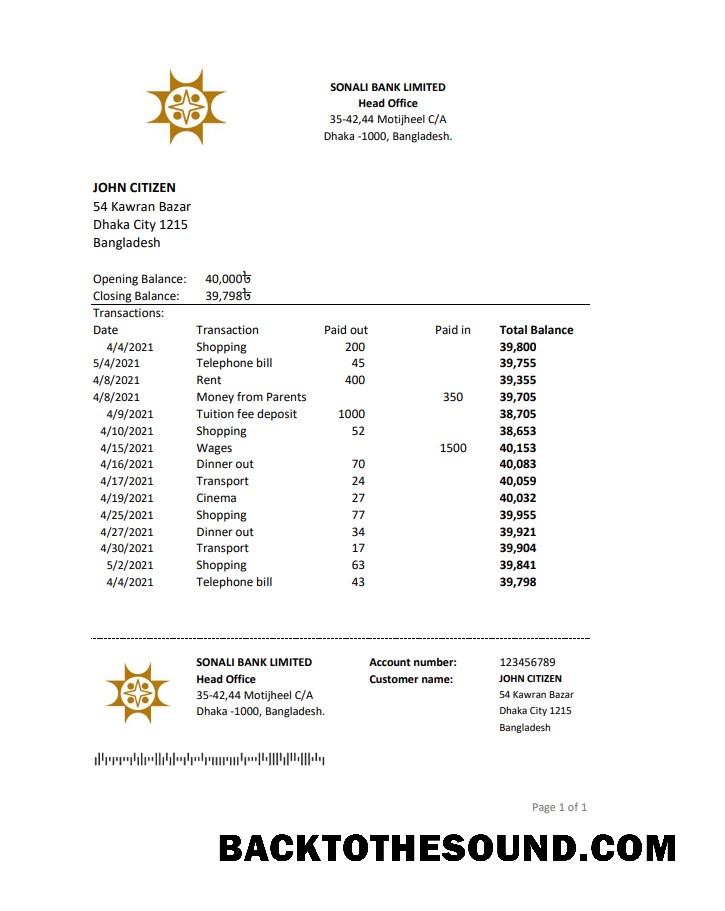 SONALI BANK LIMITED
Head Office
35-42,44 Motijheel C/A
Dhaka -1000, Bangladesh.
JOHN CITIZEN
54 Kawran Bazar
Dhaka City 1215
Bangladesh
Opening Balance: 40,000৳
Closing Balance: 39,798৳
Transactions:
Date Transaction Paid out Paid in Total Balance
4/4/2021 Shopping 200 39,800
5/4/2021 Telephone bill 45 39,755
4/8/2021 Rent 400 39,355
4/8/2021 Money from Parents 350 39,705
4/9/2021 Tuition fee deposit 1000 38,705
4/10/2021 Shopping 52 38,653
4/15/2021 Wages 1500 40,153
4/16/2021 Dinner out 70 40,083
4/17/2021 Transport 24 40,059
4/19/2021 Cinema 27 40,032
4/25/2021 Shopping 77 39,955
4/27/2021 Dinner out 34 39,921
4/30/2021 Transport 17 39,904
5/2/2021 Shopping 63 39,841
4/4/2021 Telephone bill 43 39,798
SONALI BANK LIMITED Account number: 123456789
Head Office Customer name: JOHN CITIZEN
35-42,44 Motijheel C/A 54 Kawran Bazar
Dhaka -1000, Bangladesh. Dhaka City 1215
Bangladesh
Page 1 of 1
BACKTOTHESOUND.COM